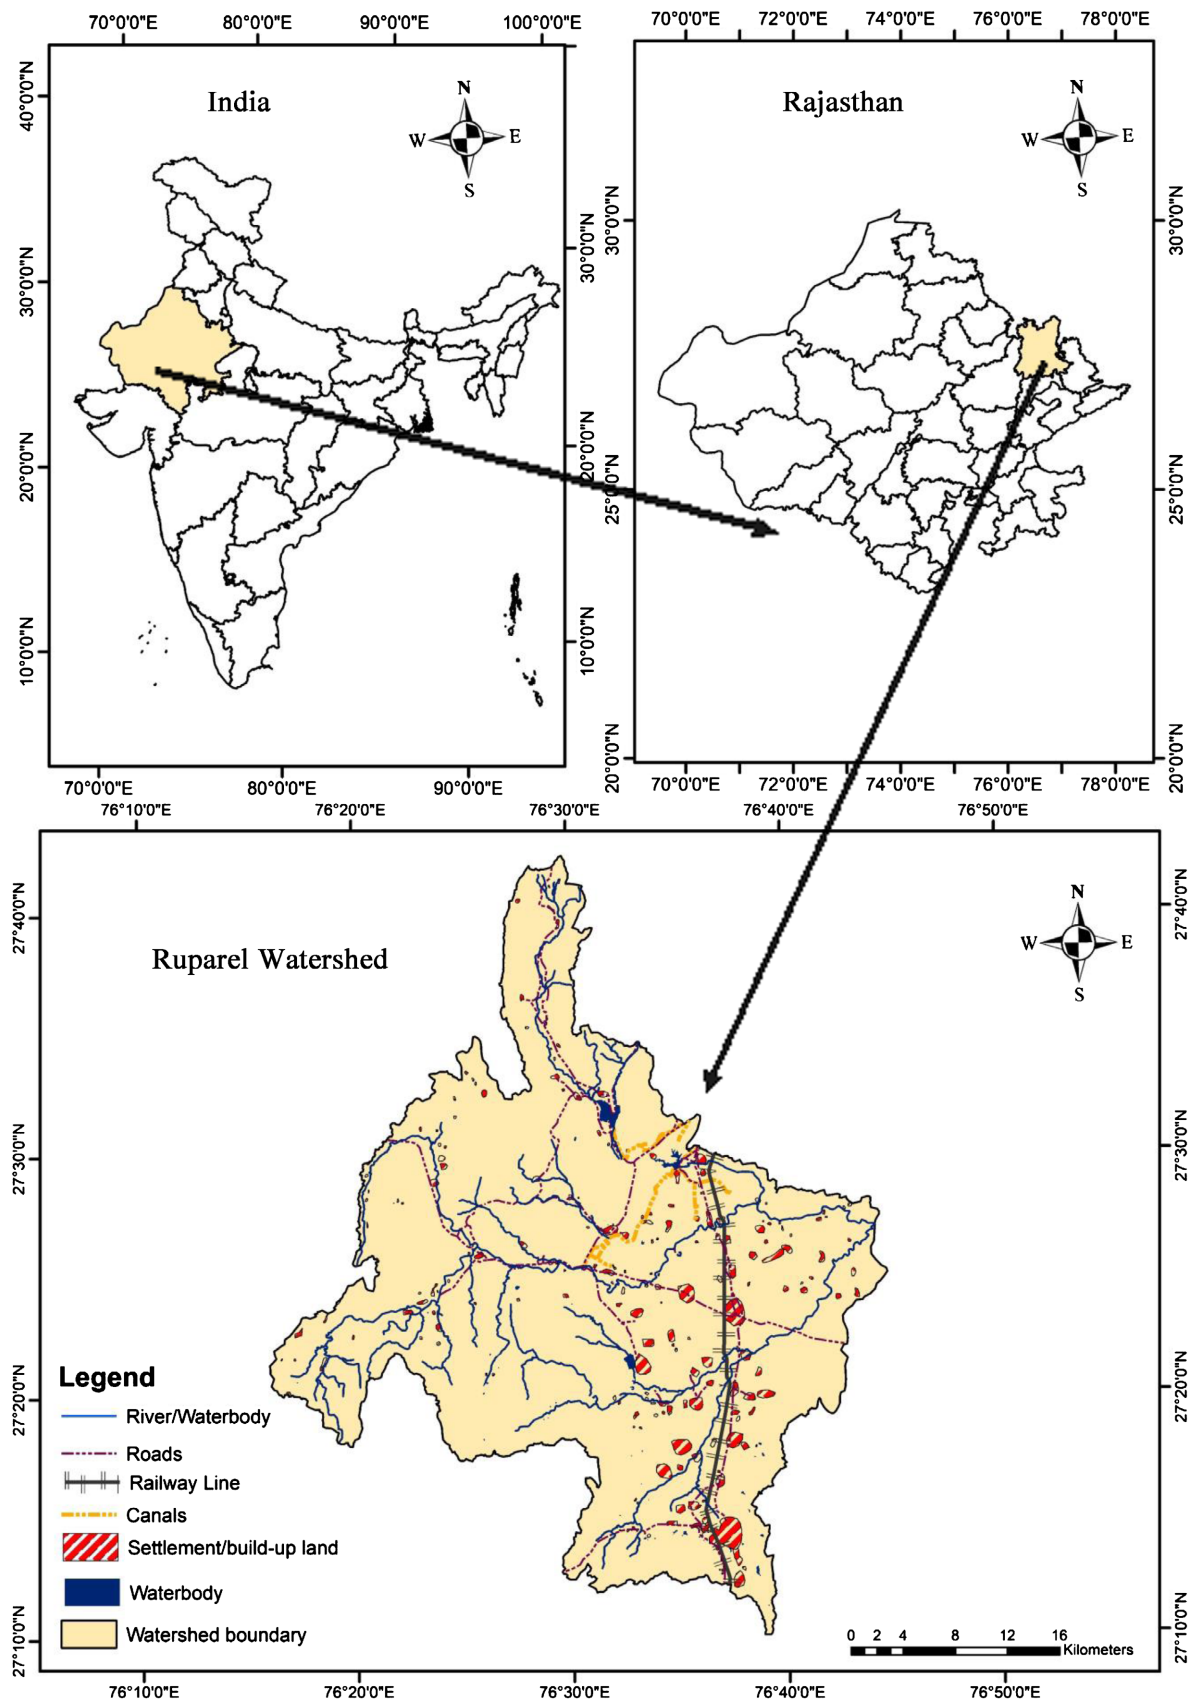 70°0'0"E 80°0'0"E 90°0'0"E 100°0'0"E
India
N
W E
S
40°0'0"N
30°0'0"N
20°0'0"N
10°0'0"N
30°0'0"N
20°0'0"N
10°0'0"N
70°0'0"E 80°0'0"E 90°0'0"E
70°0'0"E 72°0'0"E 74°0'0"E 76°0'0"E 78°0'0"E
Rajasthan
N
W E
S
30°0'0"N
25°0'0"N
20°0'0"N
30°0'0"N
25°0'0"N
20°0'0"N
70°0'0"E 72°0'0"E 74°0'0"E 76°0'0"E 78°0'0"E
76°10'0"E 76°20'0"E 76°30'0"E 76°40'0"E 76°50'0"E
Ruparel Watershed
N
W E
S
27°40'0"N
27°30'0"N
27°20'0"N
27°10'0"N
27°40'0"N
27°30'0"N
27°20'0"N
27°10'0"N
Legend
River/Waterbody
Roads
Railway Line
Canals
Settlement/build-up land
Waterbody
Watershed boundary
0 2 4 8 12 16
Kilometers
76°10'0"E 76°20'0"E 76°30'0"E 76°40'0"E 76°50'0"E